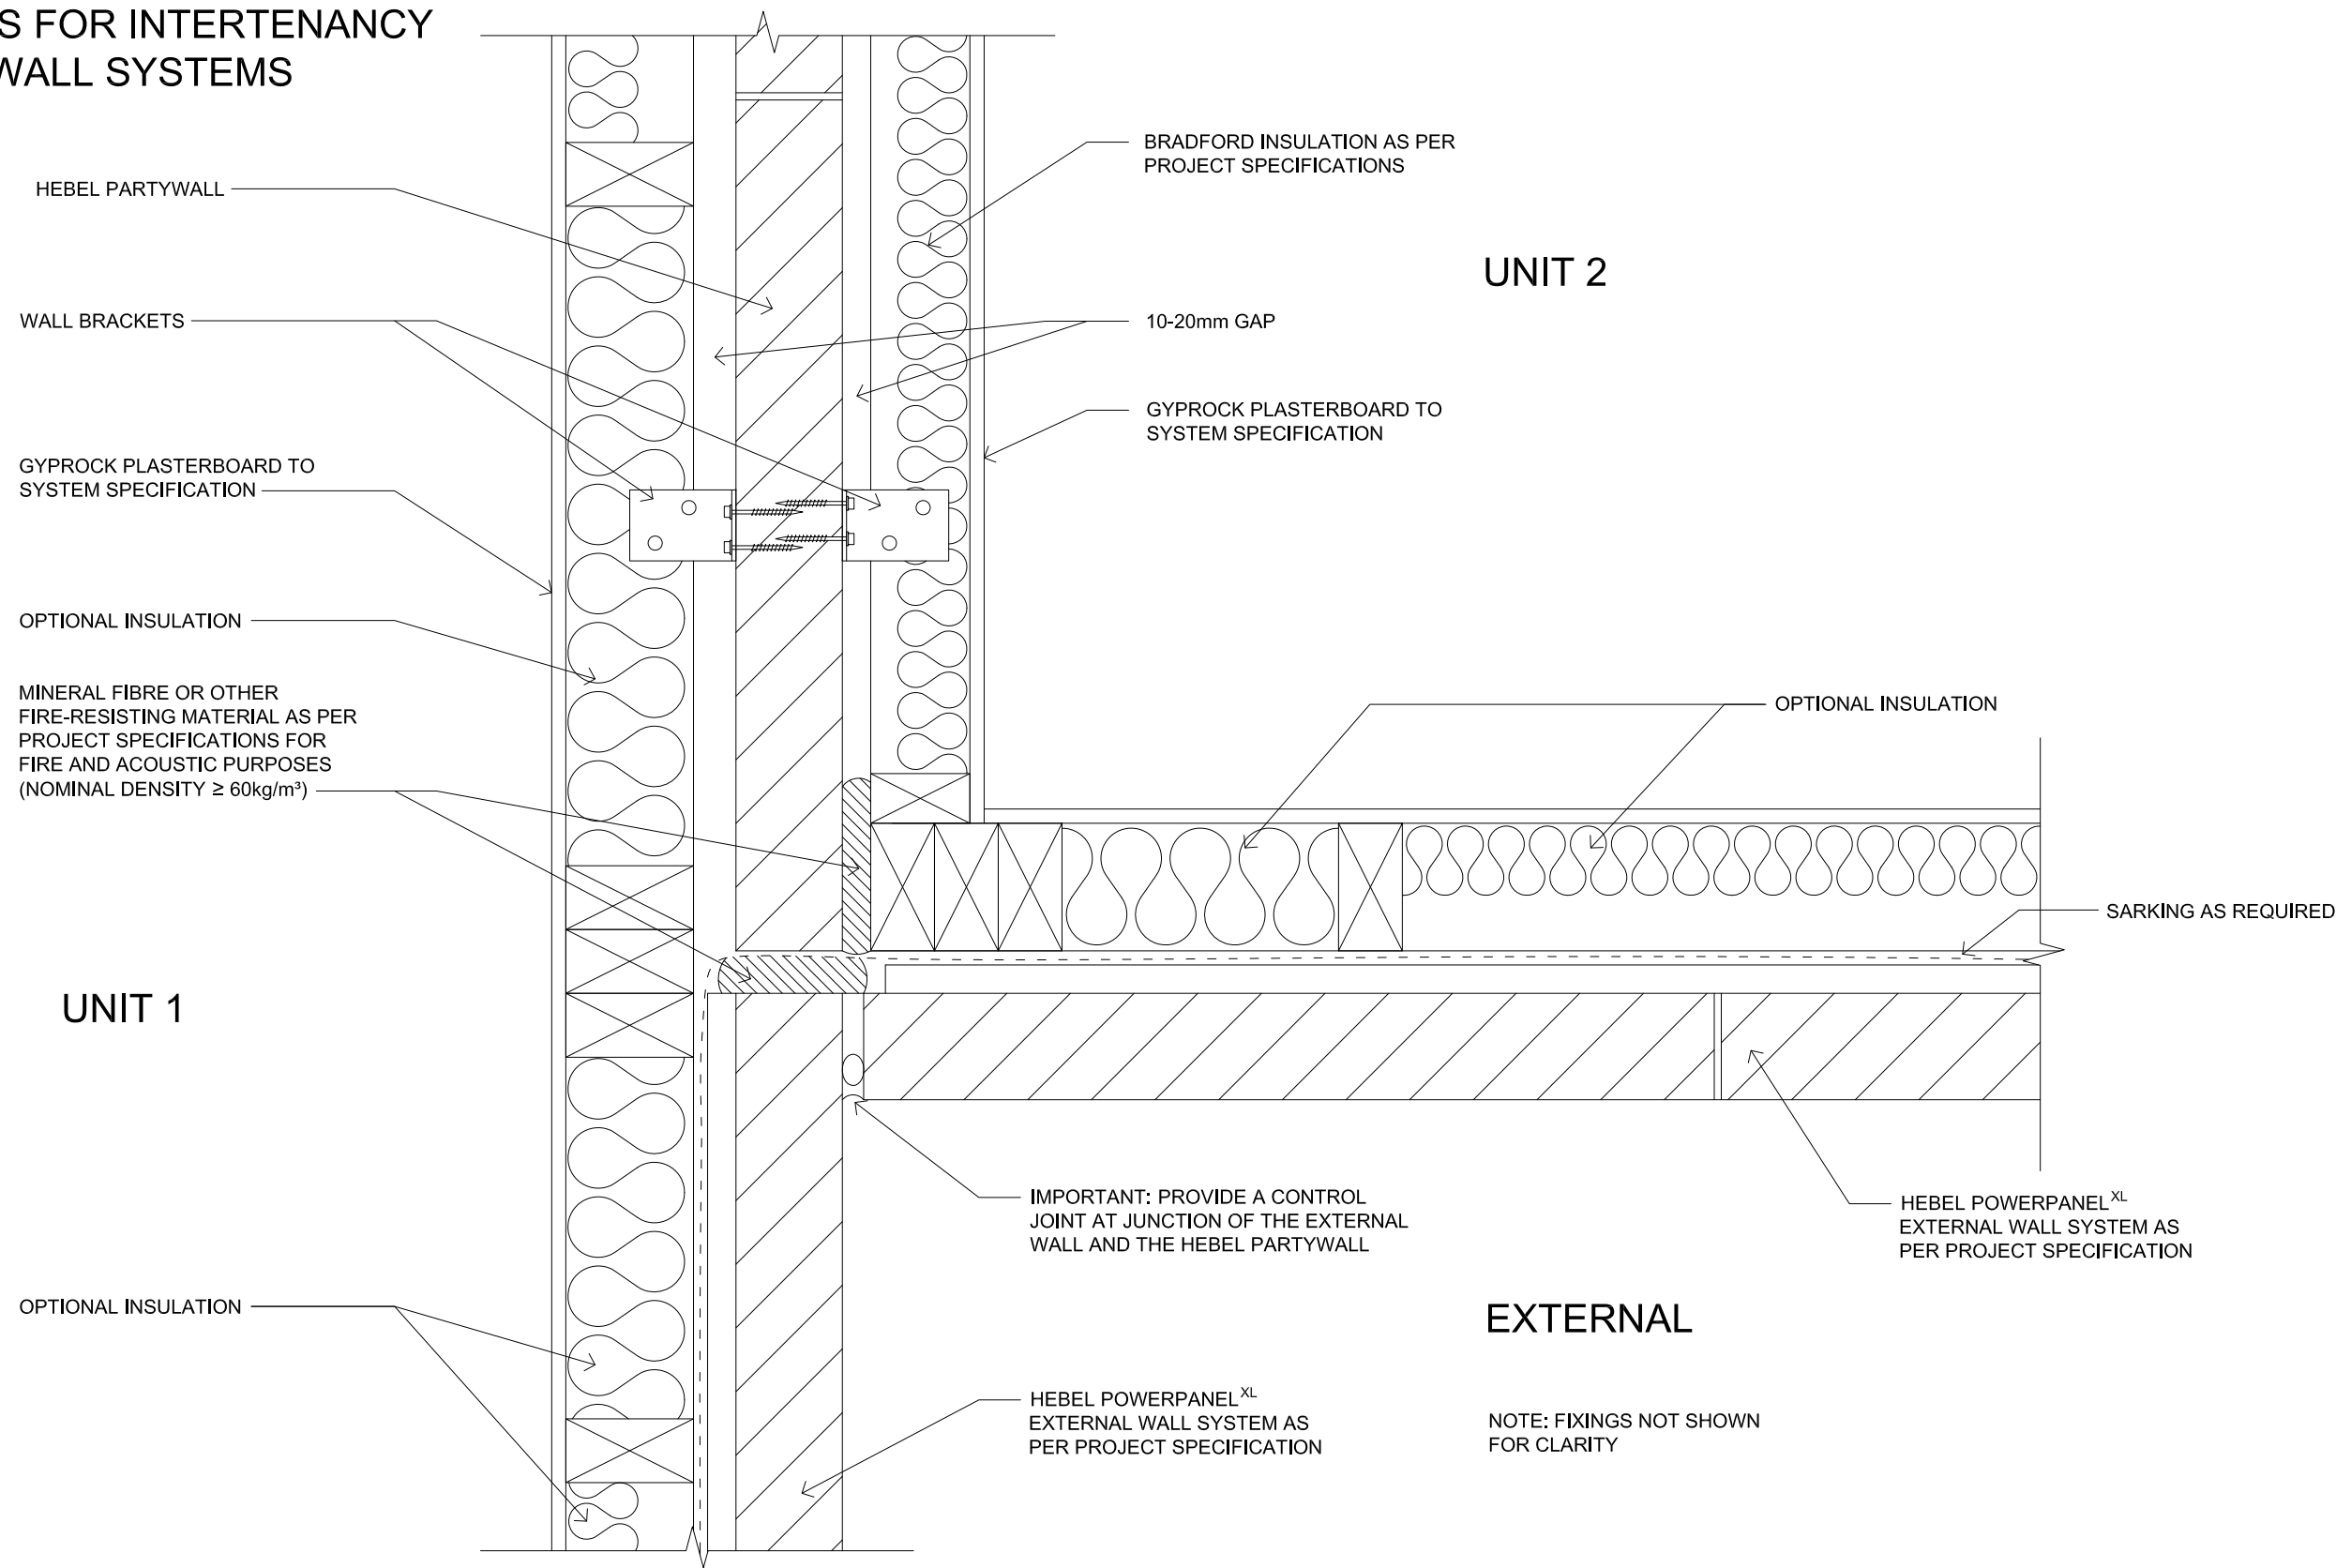 S FOR INTERTENANCY
WALL SYSTEMS
HEBEL PARTYWALL
WALL BRACKETS
GYPROCK PLASTERBOARD TO
SYSTEM SPECIFICATION
OPTIONAL INSULATION
MINERAL FIBRE OR OTHER
FIRE-RESISTING MATERIAL AS PER
PROJECT SPECIFICATIONS FOR
FIRE AND ACOUSTIC PURPOSES
(NOMINAL DENSITY ≥ 60kg/m³)
UNIT 1
OPTIONAL INSULATION
BRADFORD INSULATION AS PER
PROJECT SPECIFICATIONS
UNIT 2
10-20mm GAP
GYPROCK PLASTERBOARD TO
SYSTEM SPECIFICATION
OPTIONAL INSULATION
SARKING AS REQUIRED
IMPORTANT: PROVIDE A CONTROL
JOINT AT JUNCTION OF THE EXTERNAL
WALL AND THE HEBEL PARTYWALL
HEBEL POWERPANEL XL
EXTERNAL WALL SYSTEM AS
PER PROJECT SPECIFICATION
EXTERNAL
HEBEL POWERPANEL XL
EXTERNAL WALL SYSTEM AS
PER PROJECT SPECIFICATION
NOTE: FIXINGS NOT SHOWN
FOR CLARITY